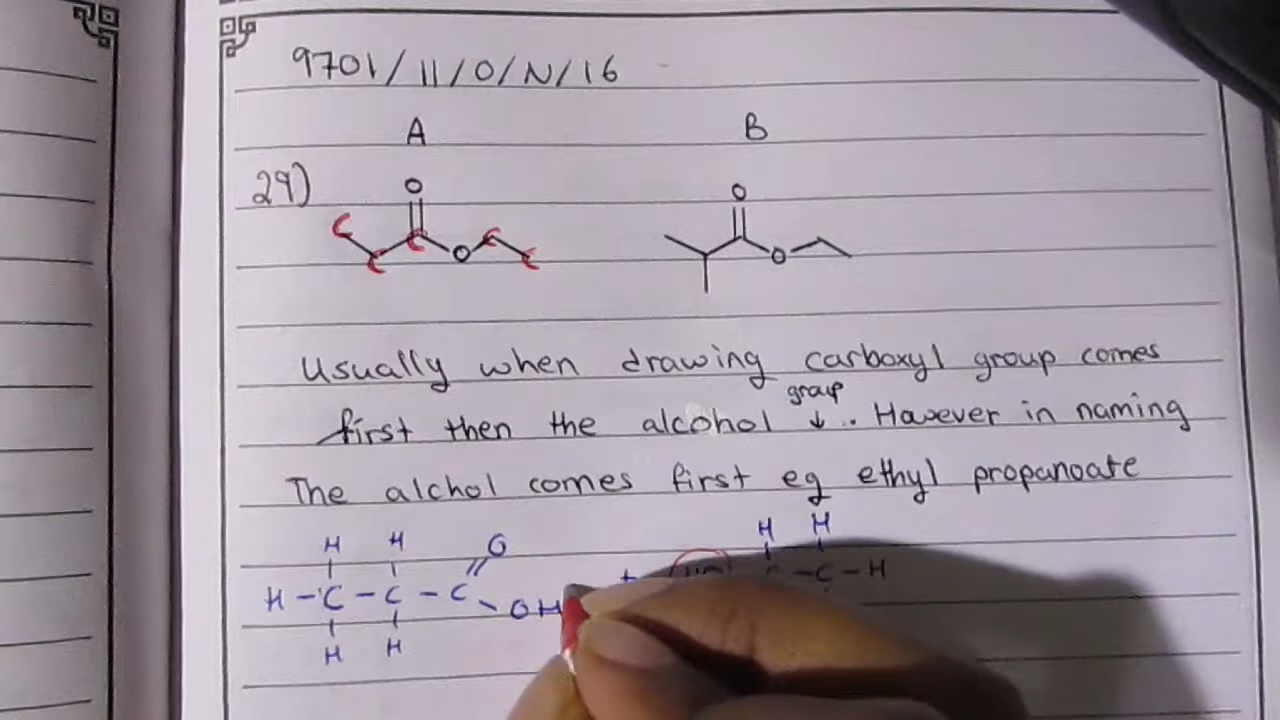 9701/11/O/N/16
A B
29)
O O
C C C C C
O O
Usually when drawing carboxyl group comes
group
first then the alcohol ↓ . However in naming
The alchol comes first eg ethyl propanoate
H H O H H
H - C - C - C C - C - H
OH +
H H